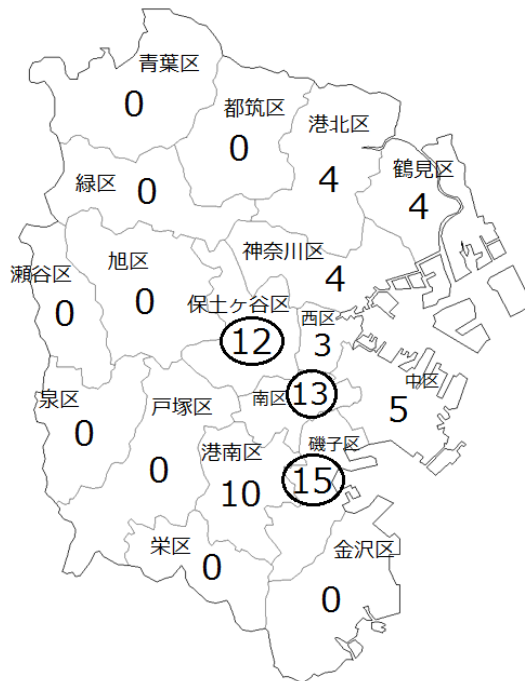 青葉区
0
都筑区
0
港北区
4
鶴見区
4
緑区
0
神奈川区
4
旭区
0
瀬谷区
0
保土ヶ谷区
12
西区
3
中区
5
南区
13
泉区
0
戸塚区
0
港南区
10
磯子区
15
栄区
0
金沢区
0